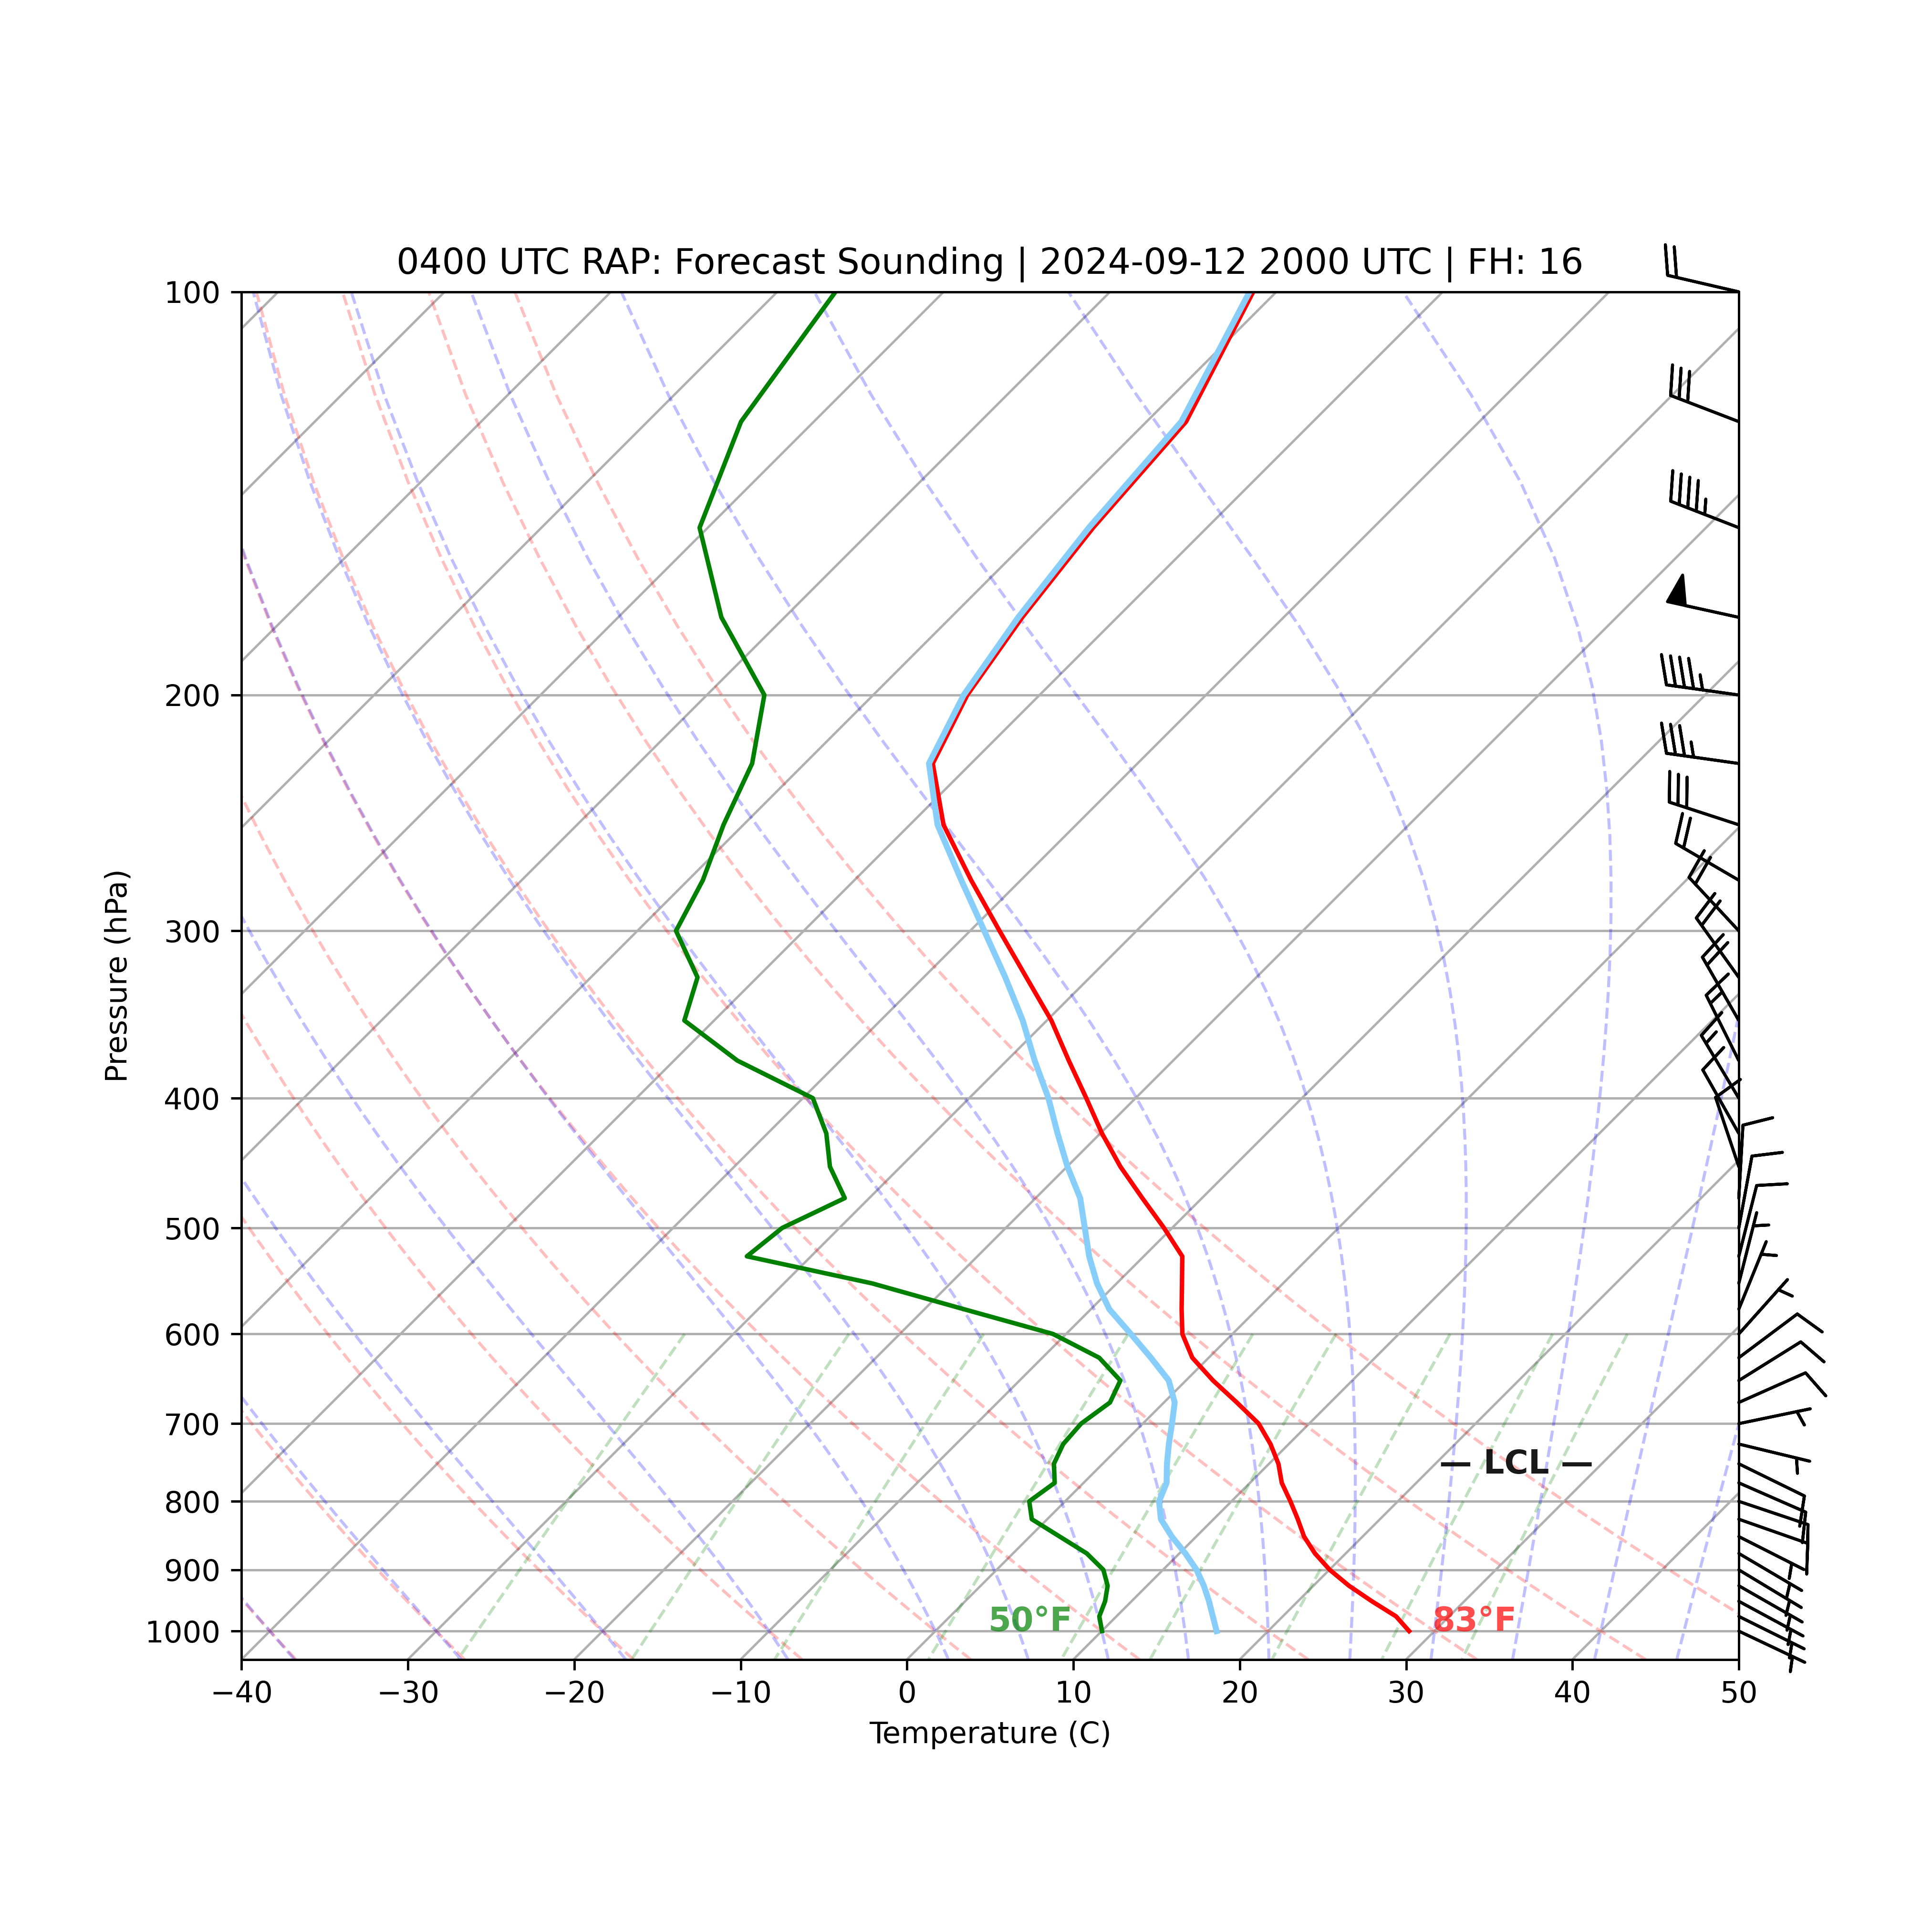 0400 UTC RAP: Forecast Sounding | 2024-09-12 2000 UTC | FH: 16
100
200
300
400
500
600
700
800
900
1000
Pressure (hPa)
— LCL —
50°F
83°F
−40 −30 −20 −10 0 10 20 30 40 50
Temperature (C)